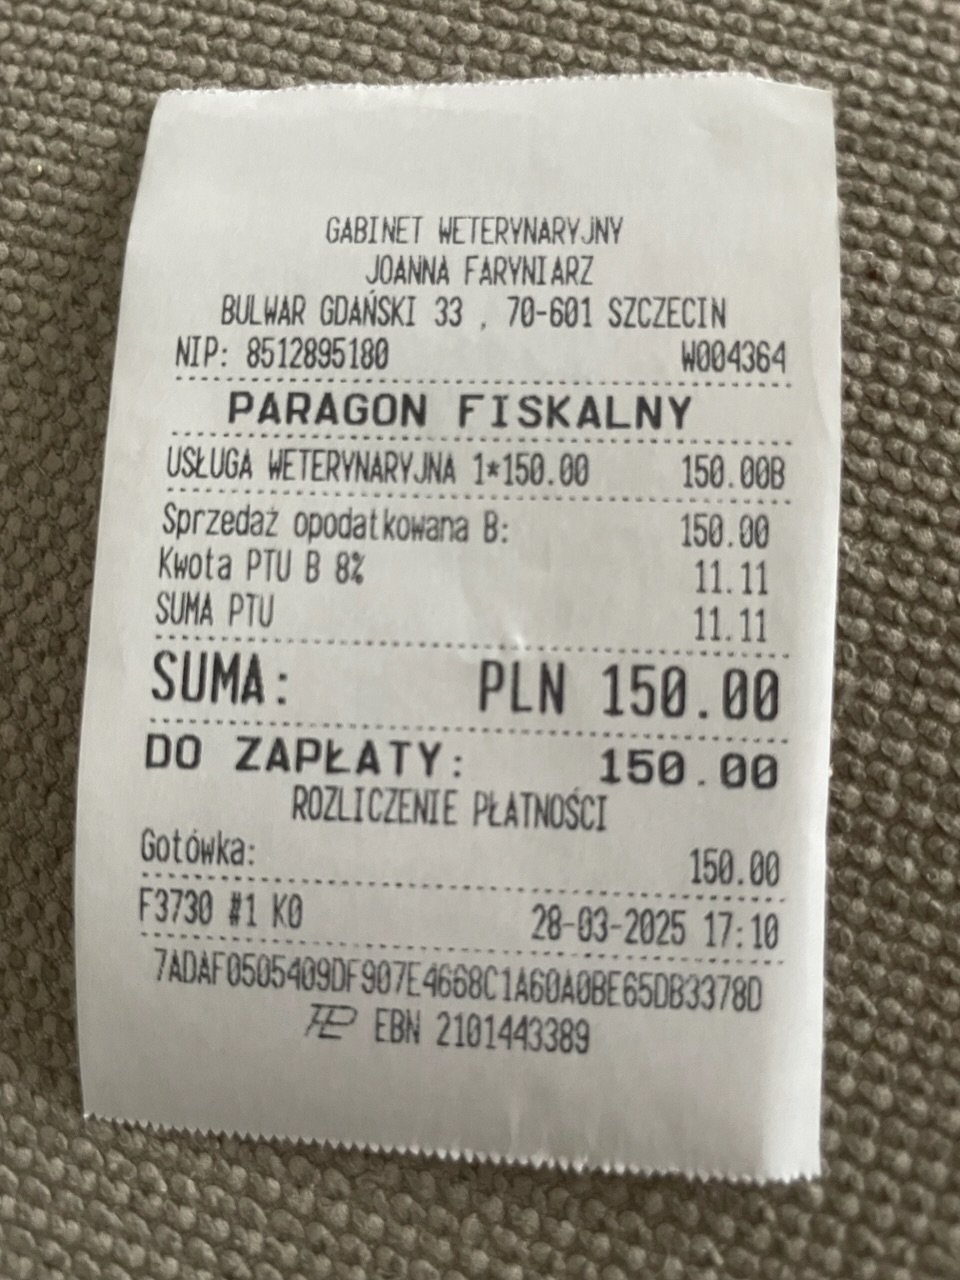 GABINET WETERYNARYJNY
JOANNA FARYNIARZ
BULWAR GDAŃSKI 33 , 70-601 SZCZECIN
NIP: 8512895180 W004364
PARAGON FISKALNY
USŁUGA WETERYNARYJNA 1*150.00 150.00B
Sprzedaż opodatkowana B: 150.00
Kwota PTU B 8% 11.11
SUMA PTU 11.11
SUMA: PLN 150.00
DO ZAPŁATY: 150.00
ROZLICZENIE PŁATNOŚCI
Gotówka: 150.00
F3730 #1 K0 28-03-2025 17:10
7ADAF0505409DF907E4668C1A60A0BE65DB3378D
EBN 2101443389